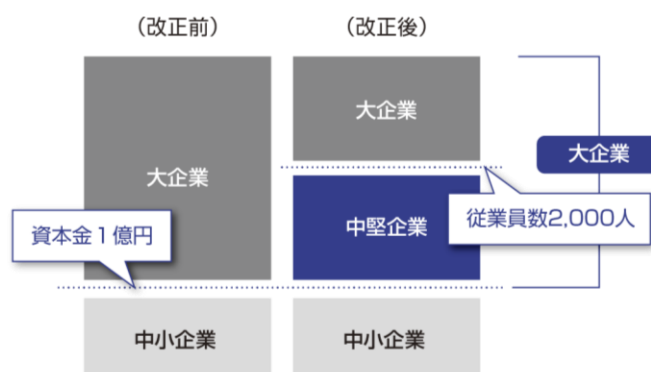 （改正前）
（改正後）
大企業
大企業
大企業
資本金１億円
中堅企業
従業員数2,000人
中小企業
中小企業